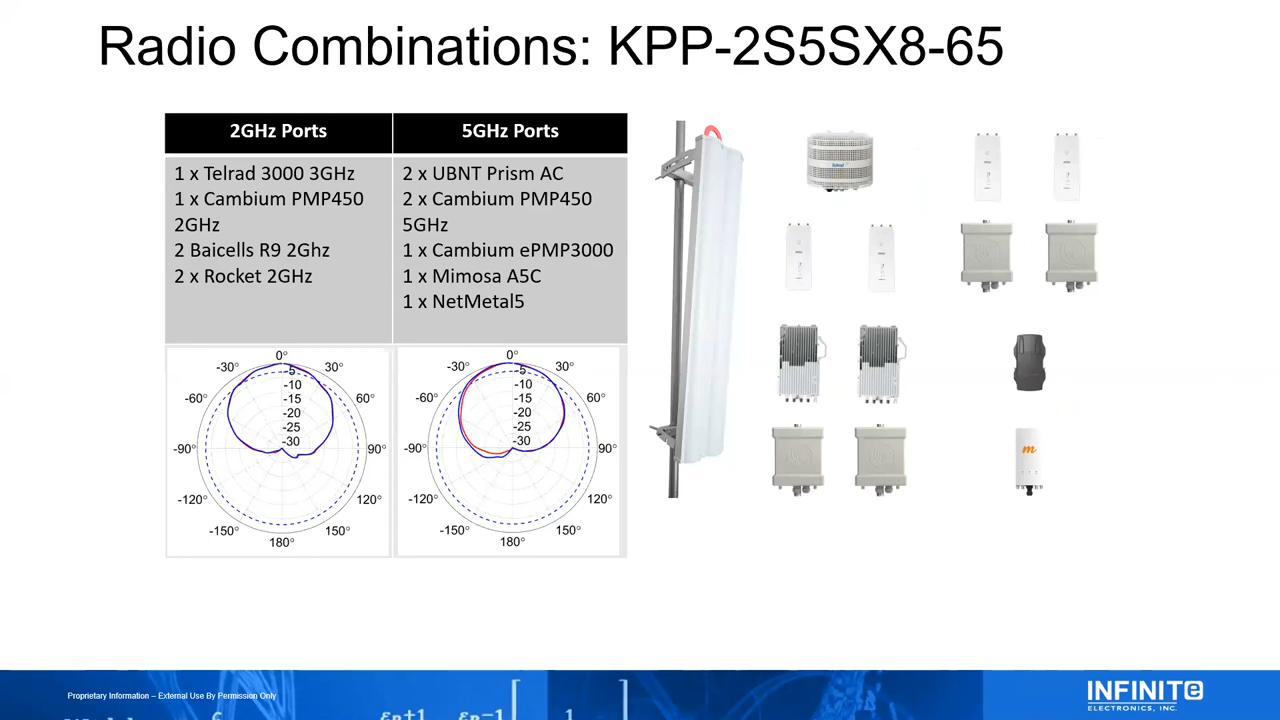 Radio Combinations: KPP-2S5SX8-65
2GHz Ports
5GHz Ports
1 x Telrad 3000 3GHz
1 x Cambium PMP450
2GHz
2 Baicells R9 2Ghz
2 x Rocket 2GHz
2 x UBNT Prism AC
2 x Cambium PMP450
5GHz
1 x Cambium ePMP3000
1 x Mimosa A5C
1 x NetMetal5
0°
-30°
30°
-5
-10
-60°
60°
-15
-20
-25
-30
-90°
90°
-120°
120°
-150°
150°
180°
0°
-30°
30°
-5
-10
-60°
60°
-15
-20
-25
-30
-90°
90°
-120°
120°
-150°
150°
180°
Telrad
m
Proprietary Information – External Use By Permission Only
INFINITe
ELECTRONICS, INC.